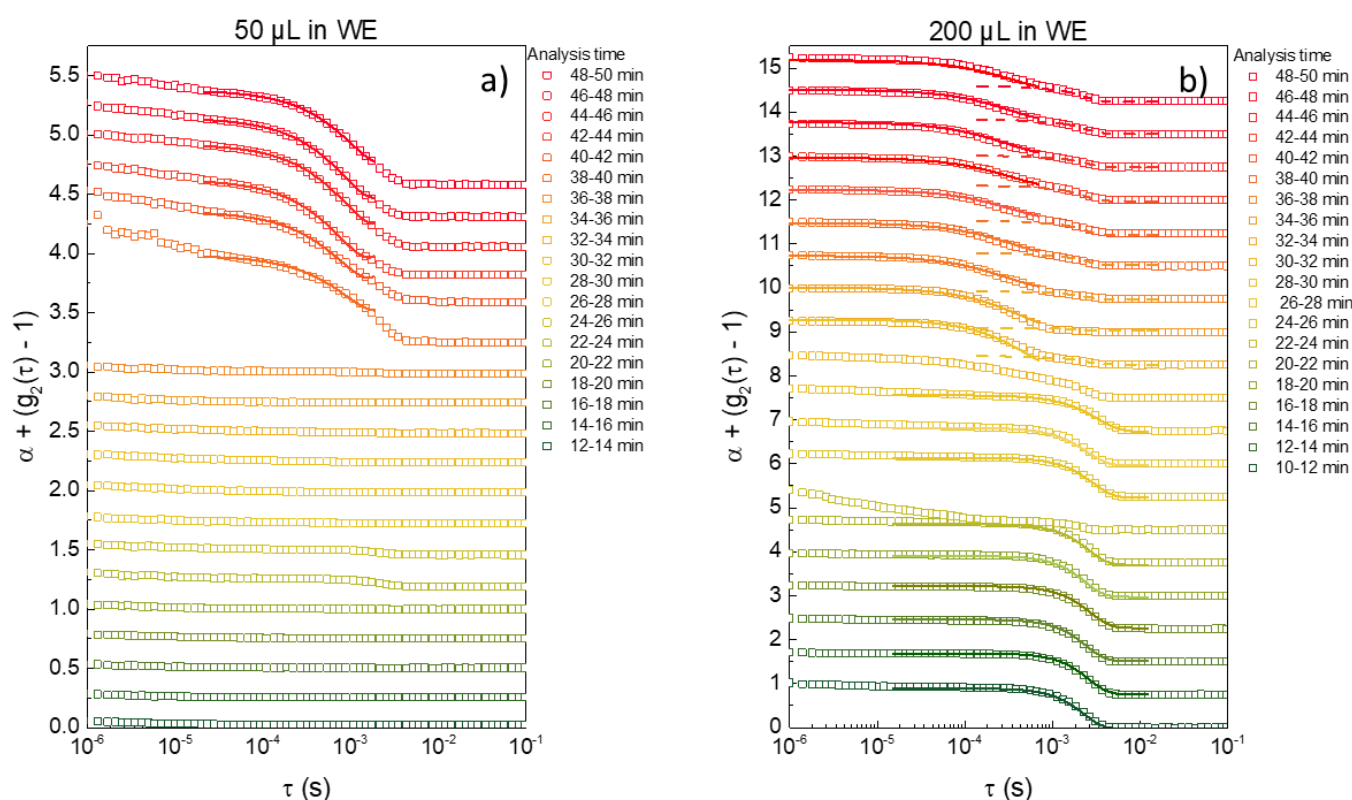 50 µL in WE
a)
Analysis time
48-50 min
46-48 min
44-46 min
42-44 min
40-42 min
38-40 min
36-38 min
34-36 min
32-34 min
30-32 min
28-30 min
26-28 min
24-26 min
22-24 min
20-22 min
18-20 min
16-18 min
14-16 min
12-14 min
5.5
5.0
4.5
4.0
3.5
3.0
2.5
2.0
1.5
1.0
0.5
0.0
α + (g₂(τ) - 1)
10⁻⁶ 10⁻⁵ 10⁻⁴ 10⁻³ 10⁻² 10⁻¹
τ (s)
200 µL in WE
b)
Analysis time
48-50 min
46-48 min
44-46 min
42-44 min
40-42 min
38-40 min
36-38 min
34-36 min
32-34 min
30-32 min
28-30 min
26-28 min
24-26 min
22-24 min
20-22 min
18-20 min
16-18 min
14-16 min
12-14 min
10-12 min
15
14
13
12
11
10
9
8
7
6
5
4
3
2
1
0
α + (g₂(τ) - 1)
10⁻⁶ 10⁻⁵ 10⁻⁴ 10⁻³ 10⁻² 10⁻¹
τ (s)